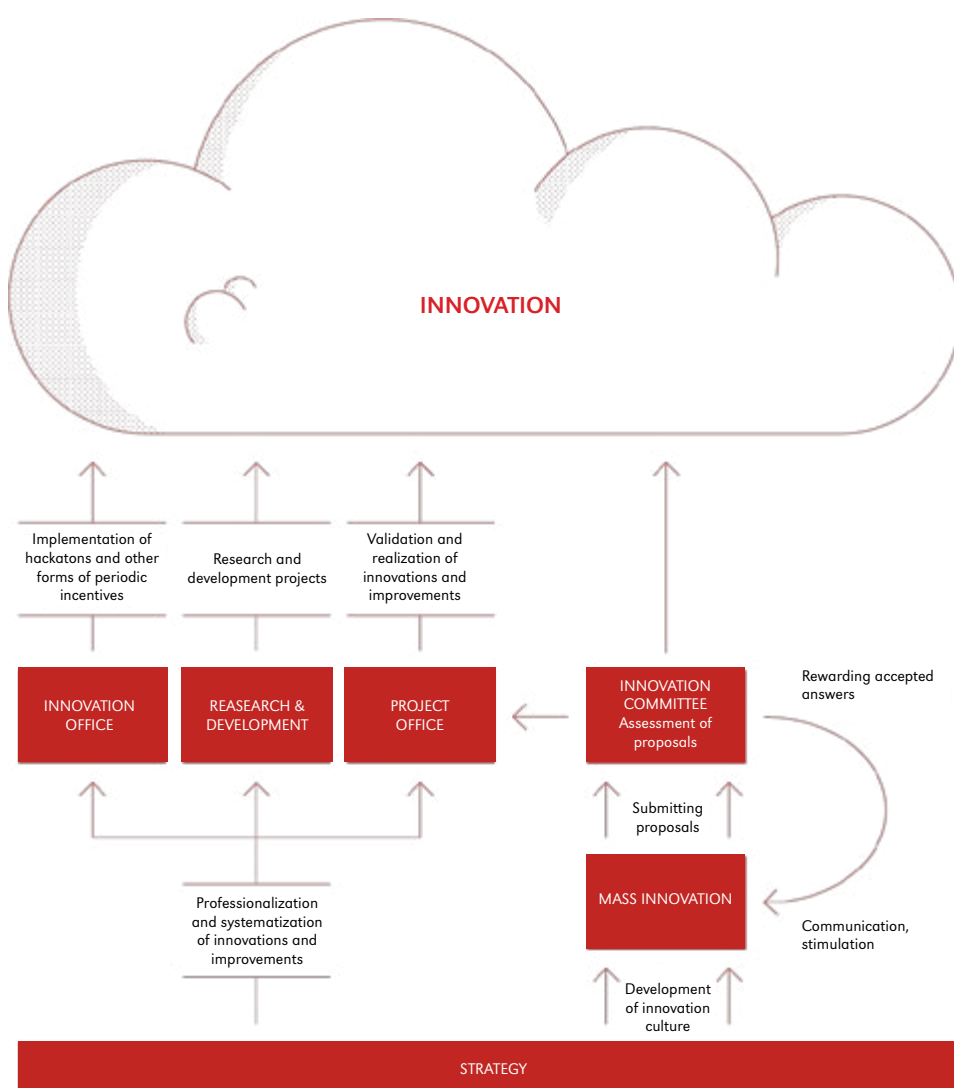 INNOVATION
Implementation of
hackatons and other
forms of periodic
incentives
Research and
development projects
Validation and
realization of
innovations and
improvements
INNOVATION
OFFICE
REASEARCH &
DEVELOPMENT
PROJECT
OFFICE
INNOVATION
COMMITTEE
Assessment of
proposals
Rewarding accepted
answers
Submitting
proposals
MASS INNOVATION
Communication,
stimulation
Professionalization
and systematization
of innovations and
improvements
Development
of innovation
culture
STRATEGY